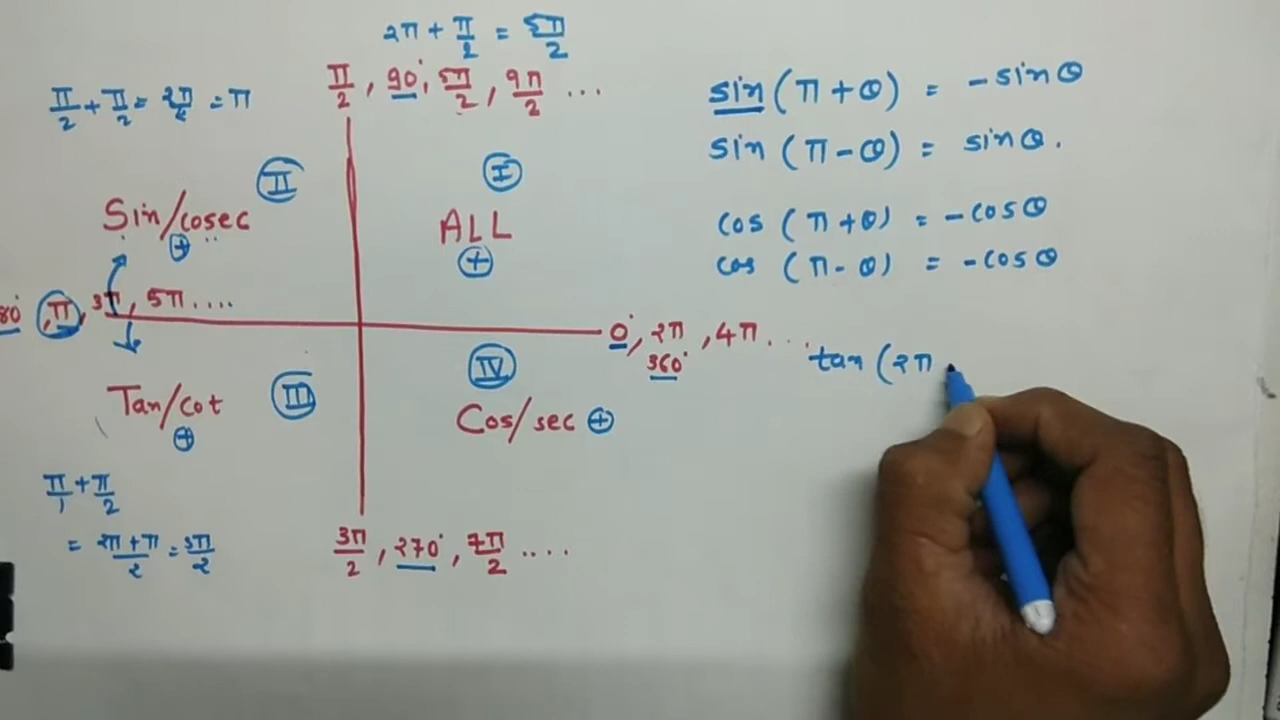 2π + π/2 = 5π/2
π/2 , 90°, 5π/2 , 9π/2 ...
π/2 + π/2 = 2π/2 = π
II
I
Sin/cosec
+
ALL
+
80°, π, 3π, 5π....
0°, 2π, 4π...
360°
Tan/cot
+
III
IV
Cos/sec +
π/1 + π/2
= 2π+π/2 = 3π/2
3π/2 , 270°, 7π/2 ....
sin (π+θ) = -sinθ
sin (π-θ) = sinθ.
cos (π+θ) = -cosθ
cos (π-θ) = -cosθ
tan (2π